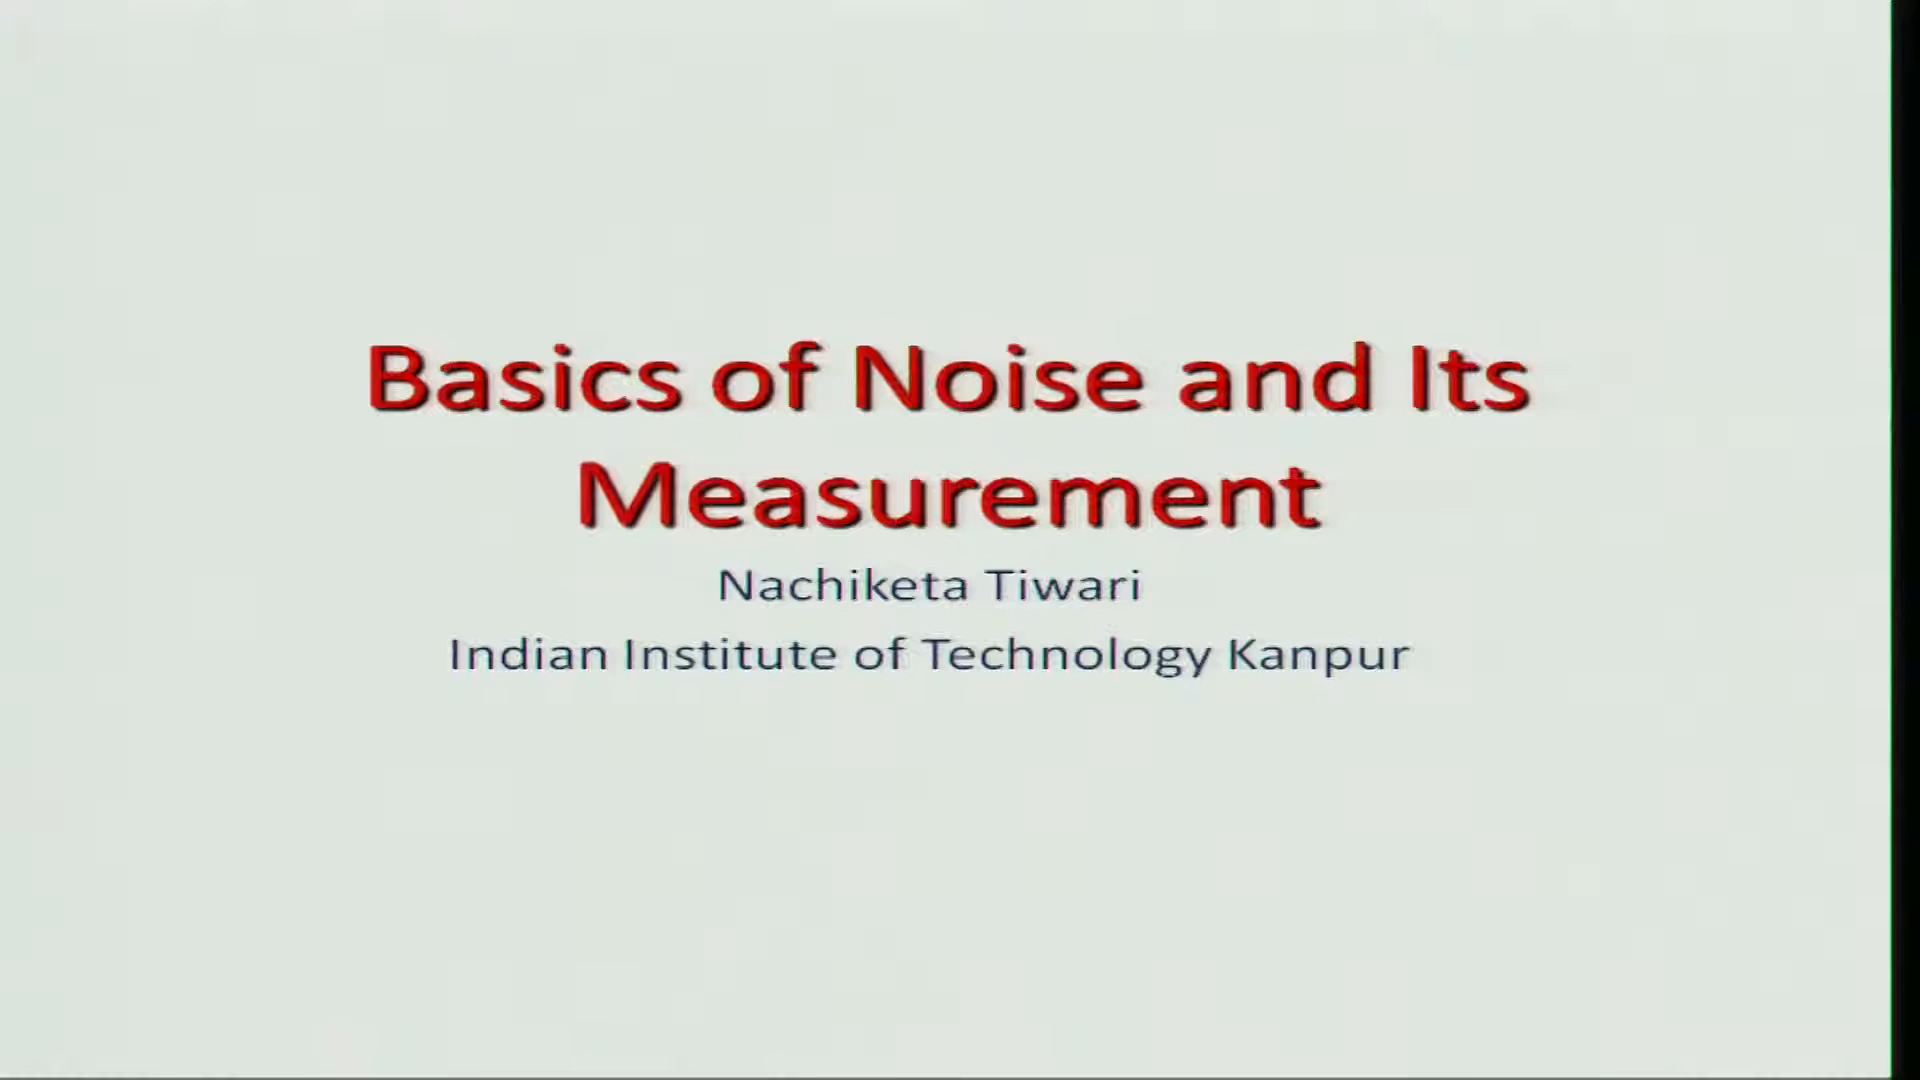 Basics of Noise and Its
Measurement
Nachiketa Tiwari
Indian Institute of Technology Kanpur